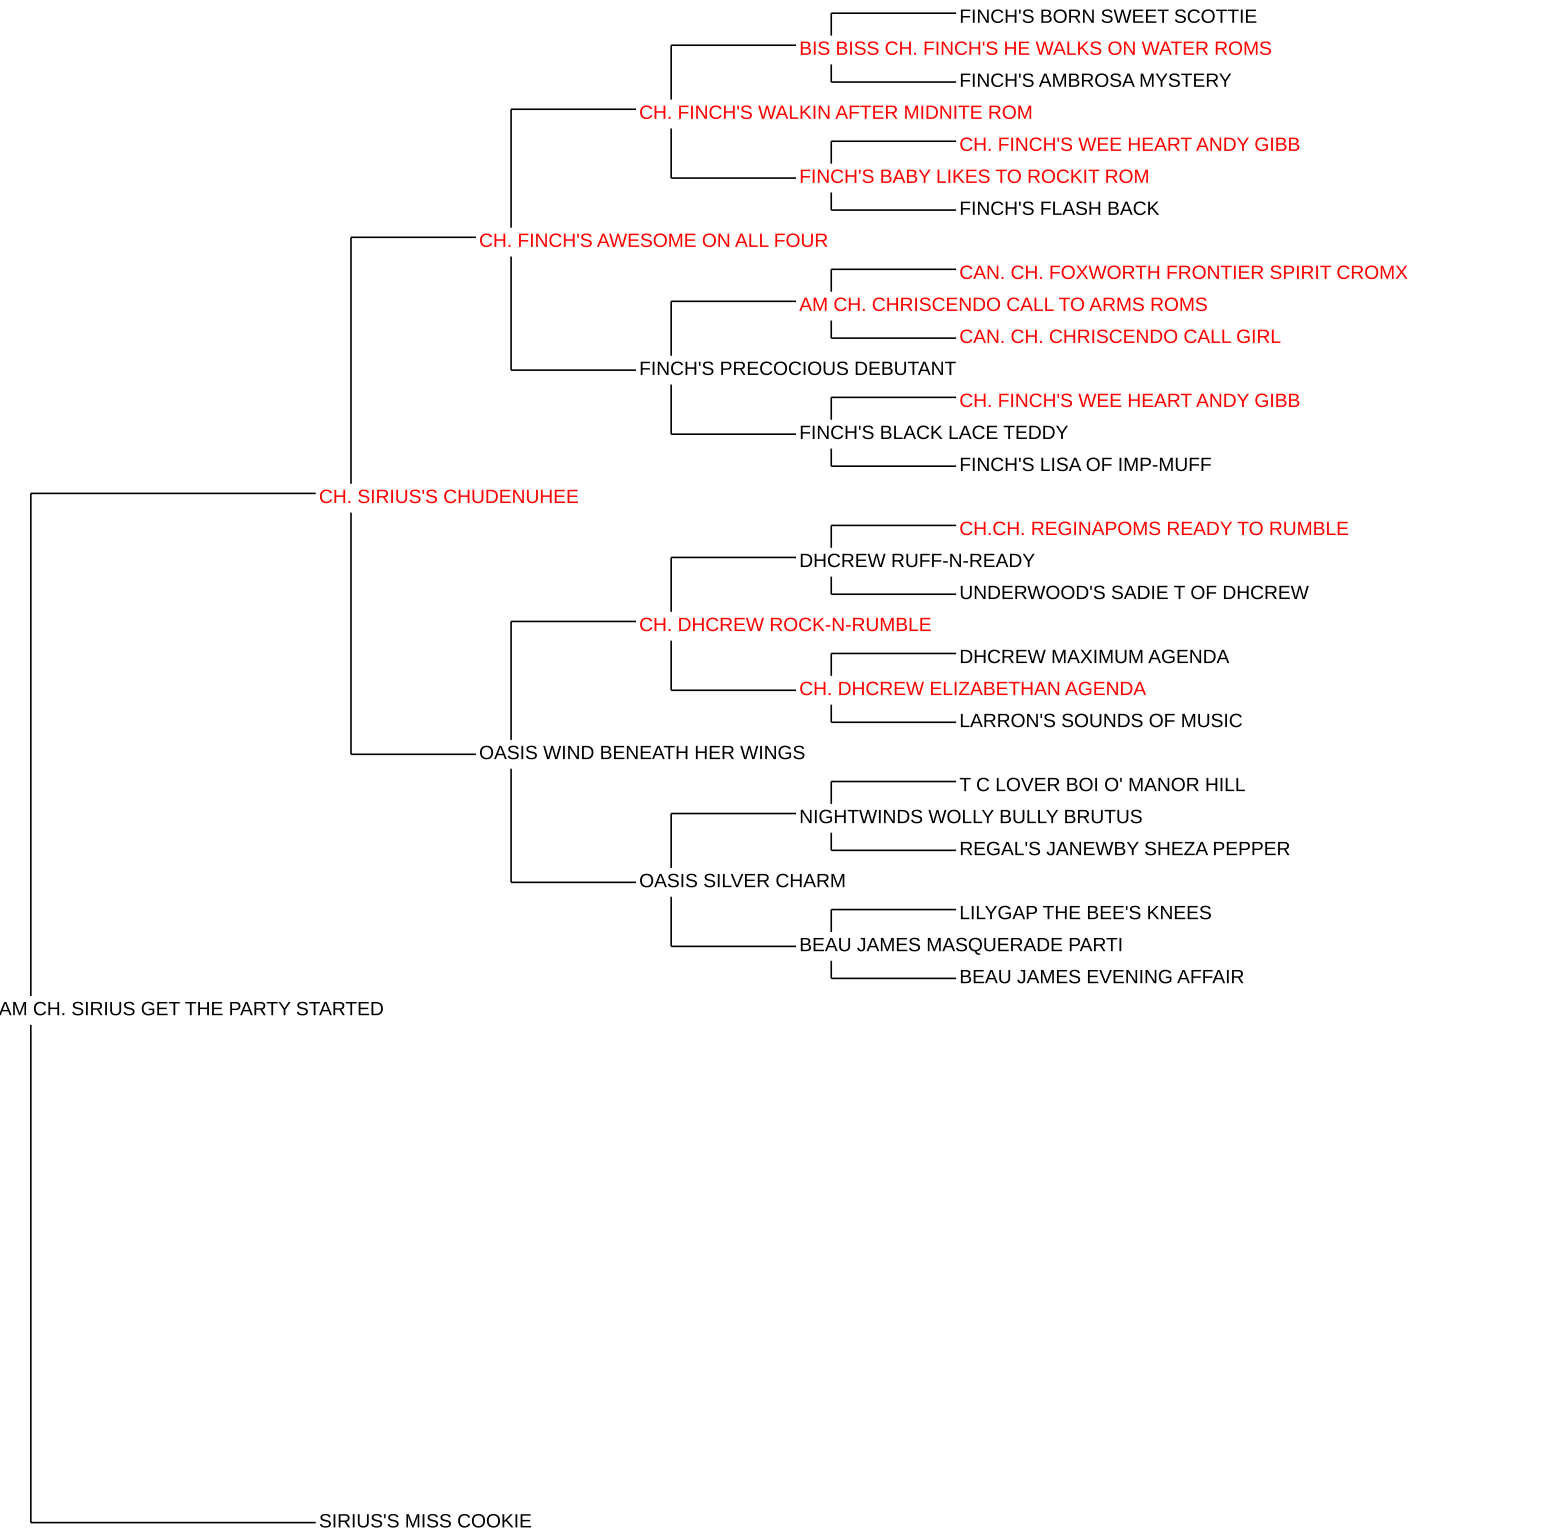 FINCH'S BORN SWEET SCOTTIE
BIS BISS CH. FINCH'S HE WALKS ON WATER ROMS
FINCH'S AMBROSA MYSTERY
CH. FINCH'S WALKIN AFTER MIDNITE ROM
CH. FINCH'S WEE HEART ANDY GIBB
FINCH'S BABY LIKES TO ROCKIT ROM
FINCH'S FLASH BACK
CH. FINCH'S AWESOME ON ALL FOUR
CAN. CH. FOXWORTH FRONTIER SPIRIT CROMX
AM CH. CHRISCENDO CALL TO ARMS ROMS
CAN. CH. CHRISCENDO CALL GIRL
FINCH'S PRECOCIOUS DEBUTANT
CH. FINCH'S WEE HEART ANDY GIBB
FINCH'S BLACK LACE TEDDY
FINCH'S LISA OF IMP-MUFF
CH. SIRIUS'S CHUDENUHEE
CH.CH. REGINAPOMS READY TO RUMBLE
DHCREW RUFF-N-READY
UNDERWOOD'S SADIE T OF DHCREW
CH. DHCREW ROCK-N-RUMBLE
DHCREW MAXIMUM AGENDA
CH. DHCREW ELIZABETHAN AGENDA
LARRON'S SOUNDS OF MUSIC
OASIS WIND BENEATH HER WINGS
T C LOVER BOI O' MANOR HILL
NIGHTWINDS WOLLY BULLY BRUTUS
REGAL'S JANEWBY SHEZA PEPPER
OASIS SILVER CHARM
LILYGAP THE BEE'S KNEES
BEAU JAMES MASQUERADE PARTI
BEAU JAMES EVENING AFFAIR
AM CH. SIRIUS GET THE PARTY STARTED
SIRIUS'S MISS COOKIE